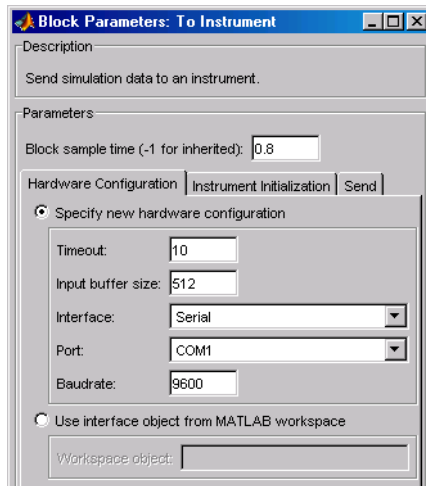 Block Parameters: To Instrument
Description
Send simulation data to an instrument.
Parameters
Block sample time (-1 for inherited): 0.8
Hardware Configuration Instrument Initialization Send
Specify new hardware configuration
Timeout: 10
Input buffer size: 512
Interface: Serial
Port: COM1
Baudrate: 9600
Use interface object from MATLAB workspace
Workspace object: